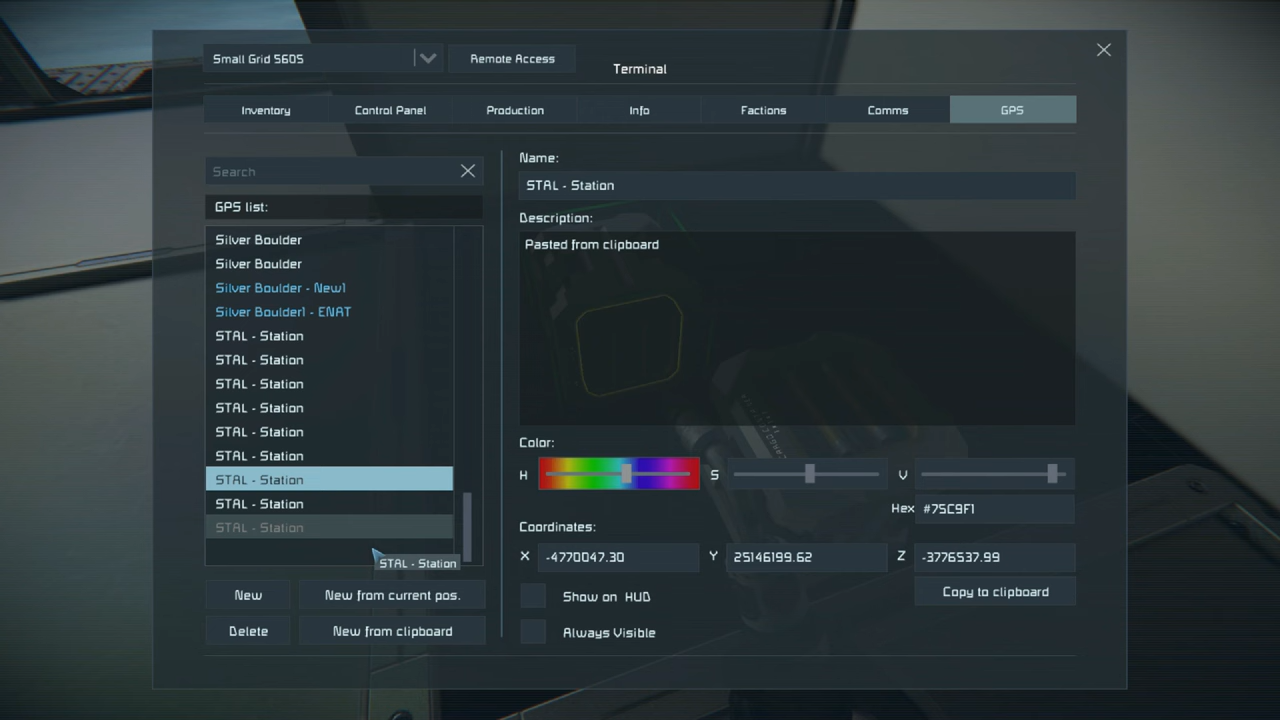 Small Grid 5605
Remote Access
Terminal
Inventory
Control Panel
Production
Info
Factions
Comms
GPS
Search
GPS list:
Silver Boulder
Silver Boulder
Silver Boulder - New1
Silver Boulder1 - ENAT
STAL - Station
STAL - Station
STAL - Station
STAL - Station
STAL - Station
STAL - Station
STAL - Station
STAL - Station
STAL - Station
STAL - Station
New
New from current pos.
Delete
New from clipboard
Name:
STAL - Station
Description:
Pasted from clipboard
Color:
H
S
V
Hex #75C9F1
Coordinates:
X -4770047.30
Y 25146199.62
Z -3776537.99
Copy to clipboard
Show on HUD
Always Visible